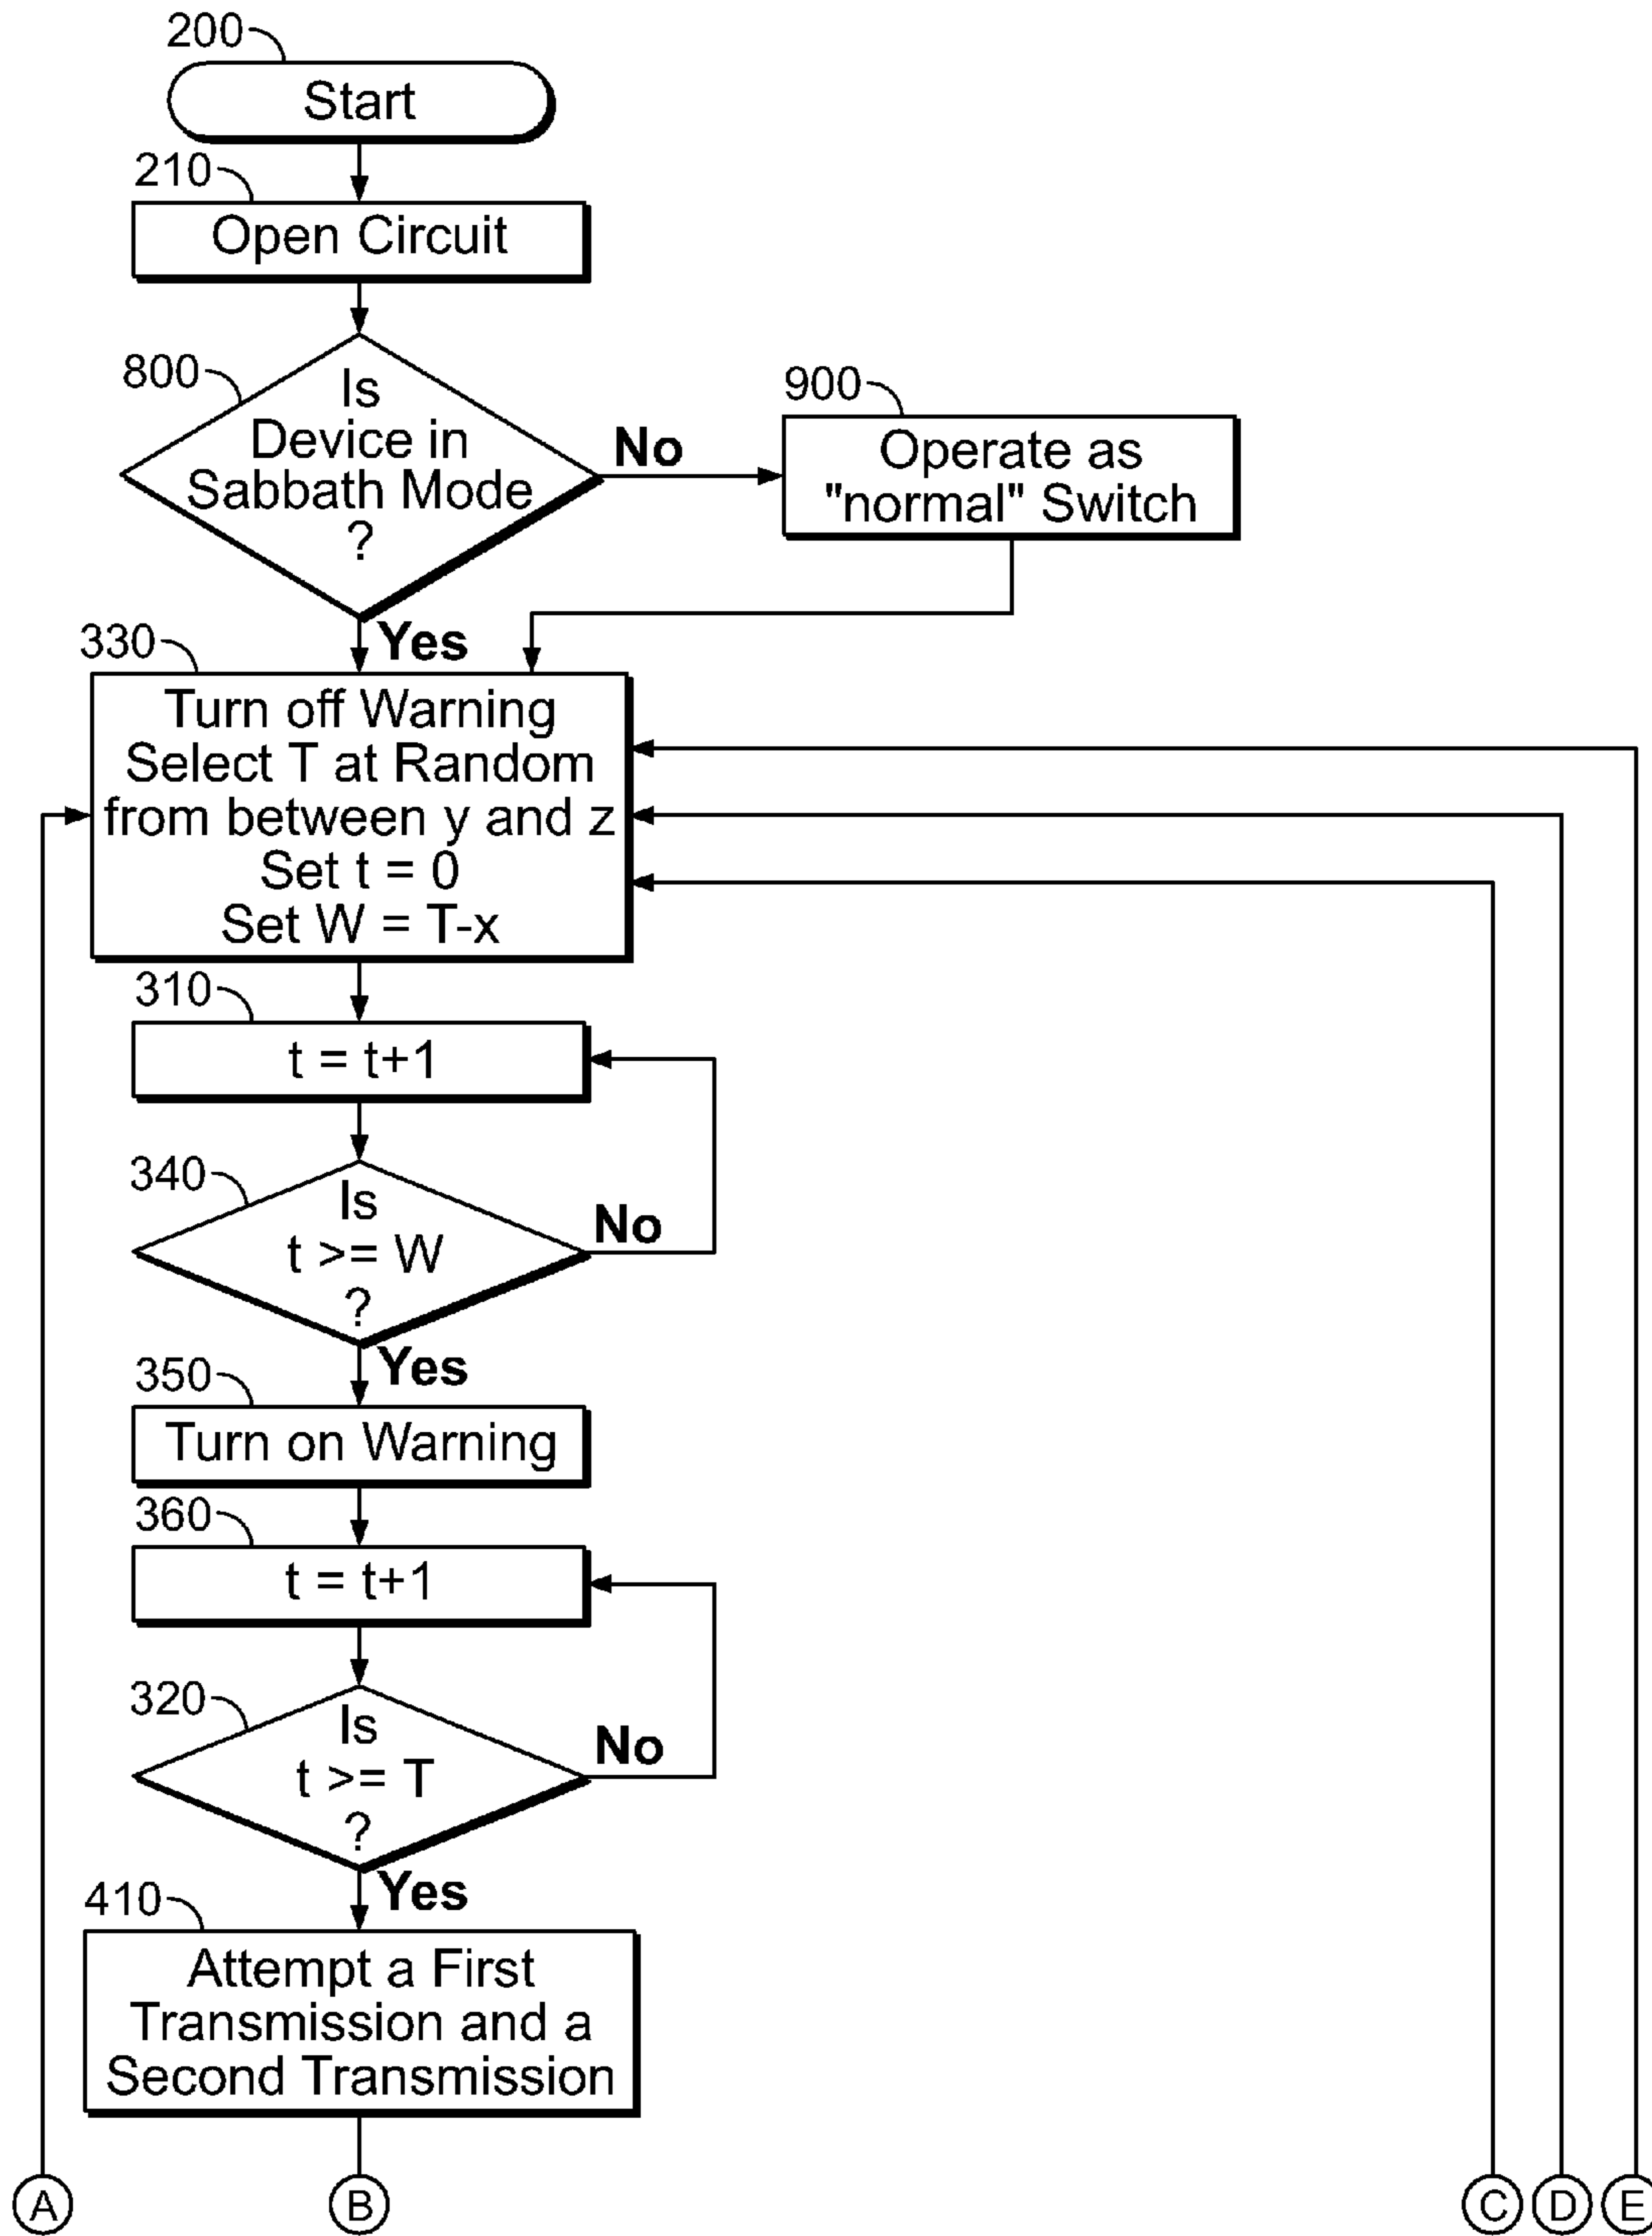 200
Start
210
Open Circuit
800
Is
Device in
Sabbath Mode
?
No
900
Operate as
"normal" Switch
Yes
330
Turn off Warning
Select T at Random
from between y and z
Set t = 0
Set W = T-x
310
t = t+1
340
Is
t >= W
?
No
Yes
350
Turn on Warning
360
t = t+1
320
Is
t >= T
?
No
Yes
410
Attempt a First
Transmission and a
Second Transmission
A
B
C
D
E